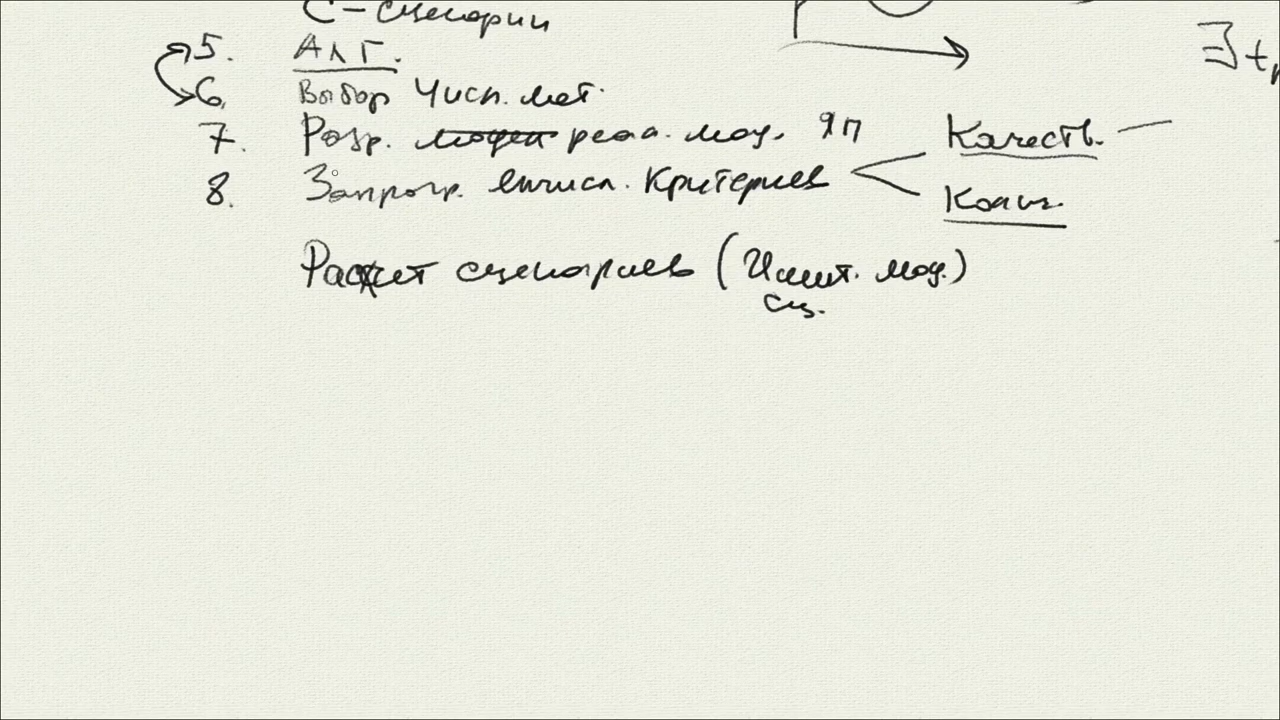 С - сценарии
5. Алг.
6. Выбор Числ. мет.
7. Разр. модел реал. мод. ЯП
8. Запрогр. вычисл. Критериев < Качеств. —
Колич.
∃ t
Расчет сценариев (Имит. мод.)
сц.